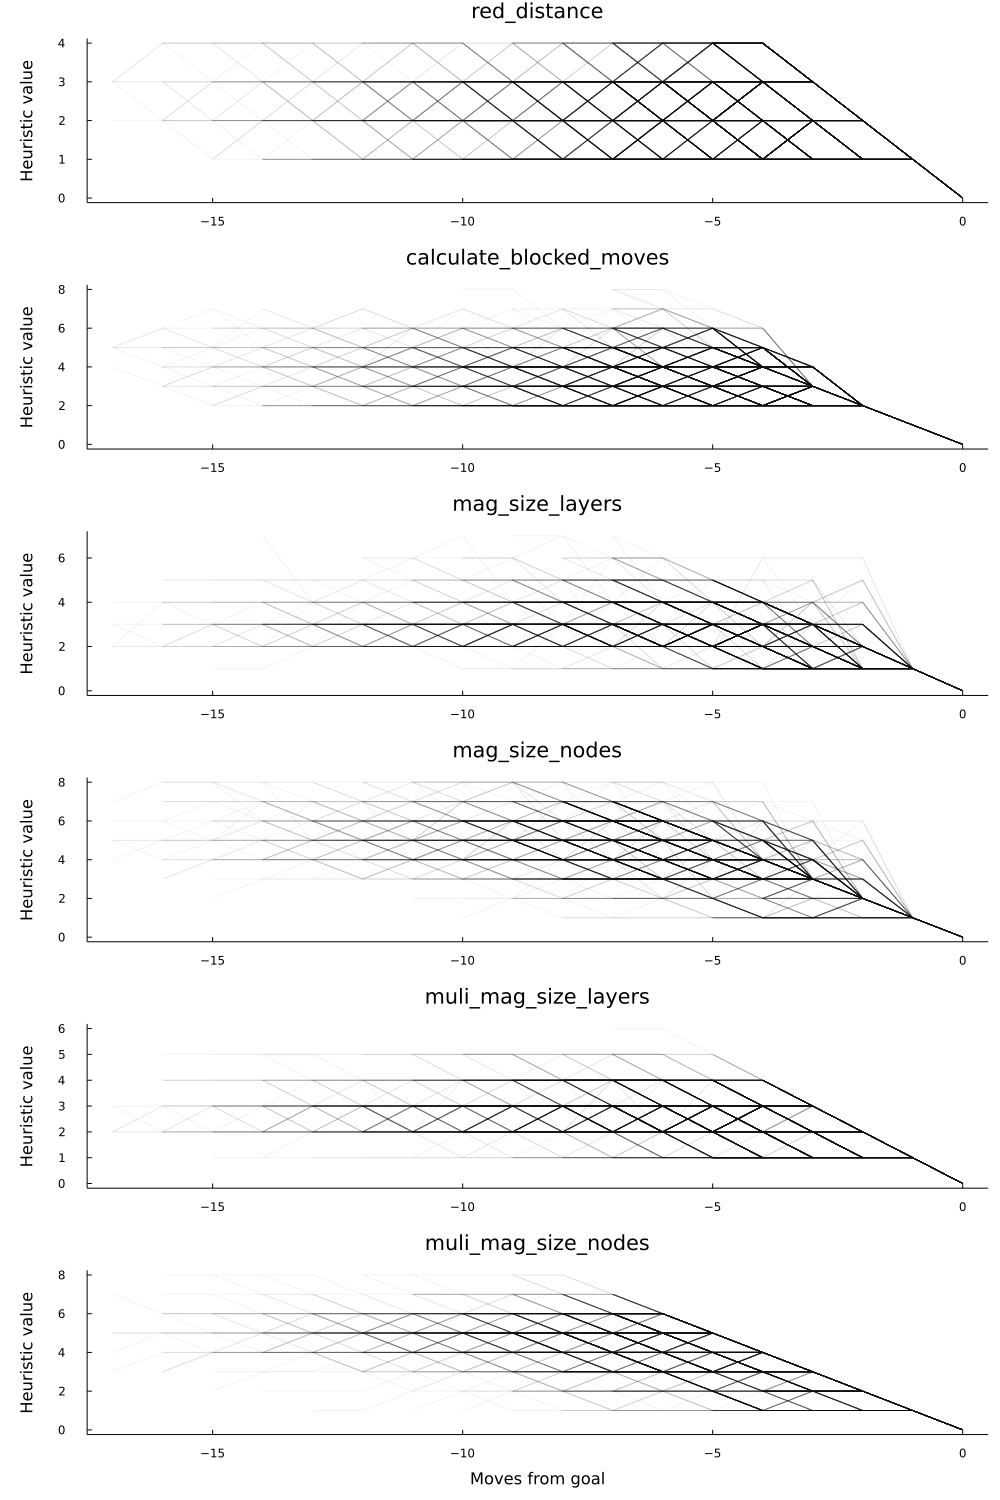 red_distance
4
3
2
1
0
Heuristic value
−15 −10 −5 0
calculate_blocked_moves
8
6
4
2
0
Heuristic value
−15 −10 −5 0
mag_size_layers
6
4
2
0
Heuristic value
−15 −10 −5 0
mag_size_nodes
8
6
4
2
0
Heuristic value
−15 −10 −5 0
muli_mag_size_layers
6
5
4
3
2
1
0
Heuristic value
−15 −10 −5 0
muli_mag_size_nodes
8
6
4
2
0
Heuristic value
−15 −10 −5 0
Moves from goal